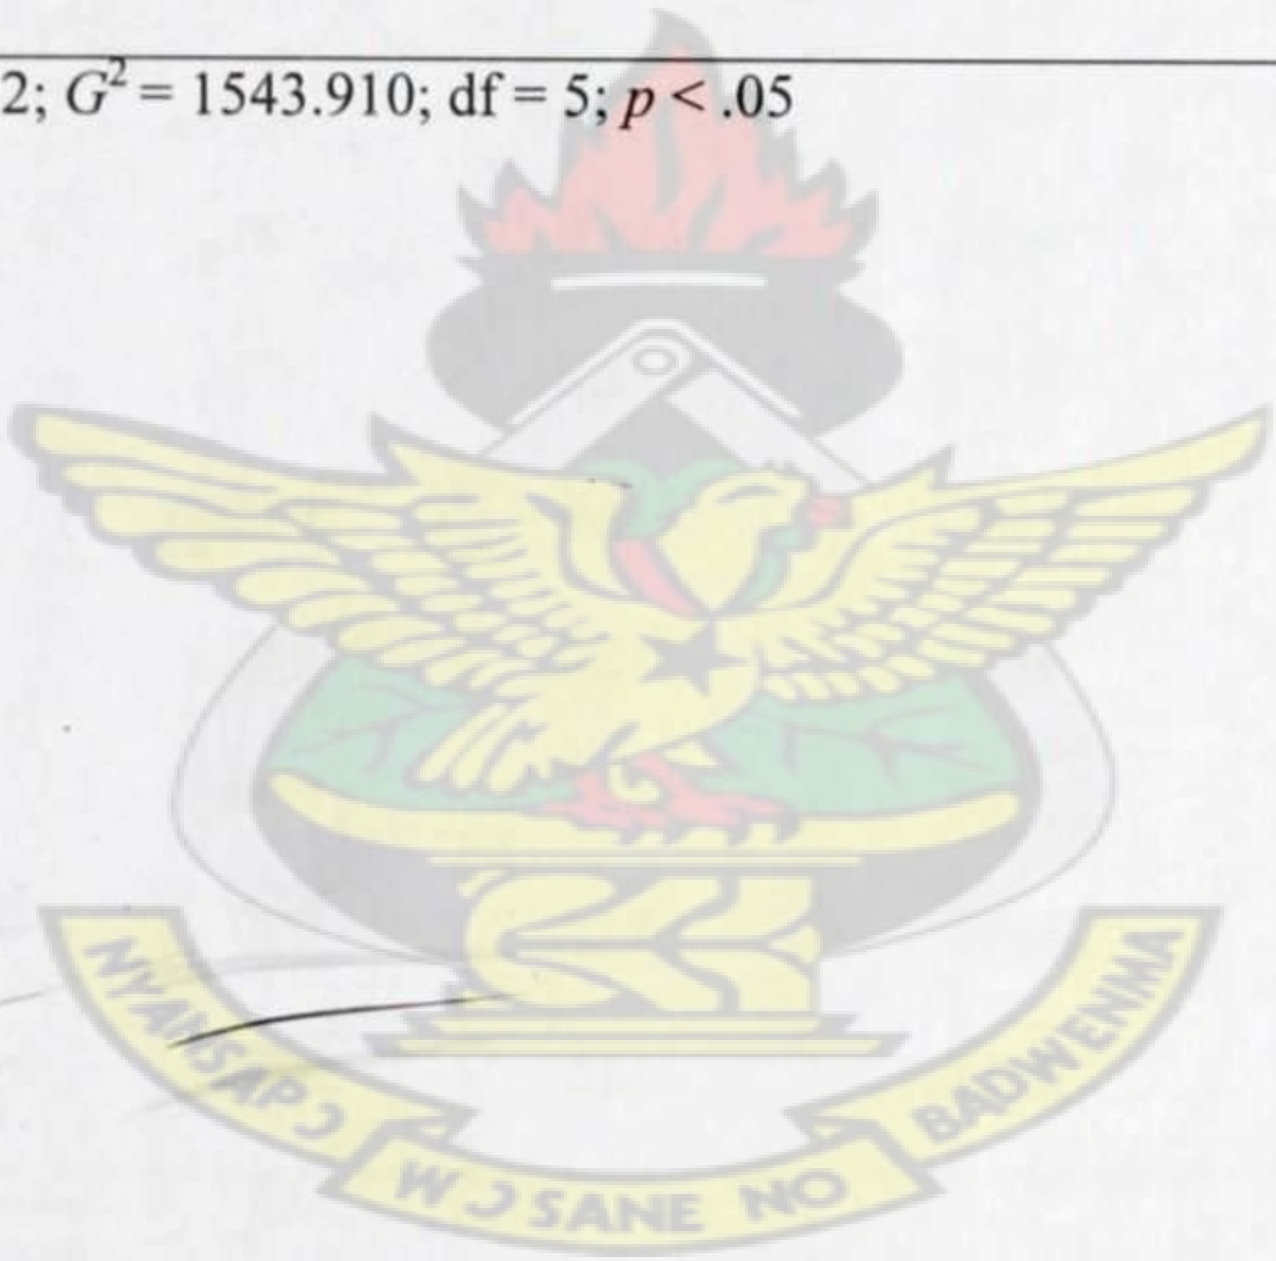 2; G² = 1543.910; df = 5; p < .05
NYANSAPƆ
WƆSANE NO
BADWENMA